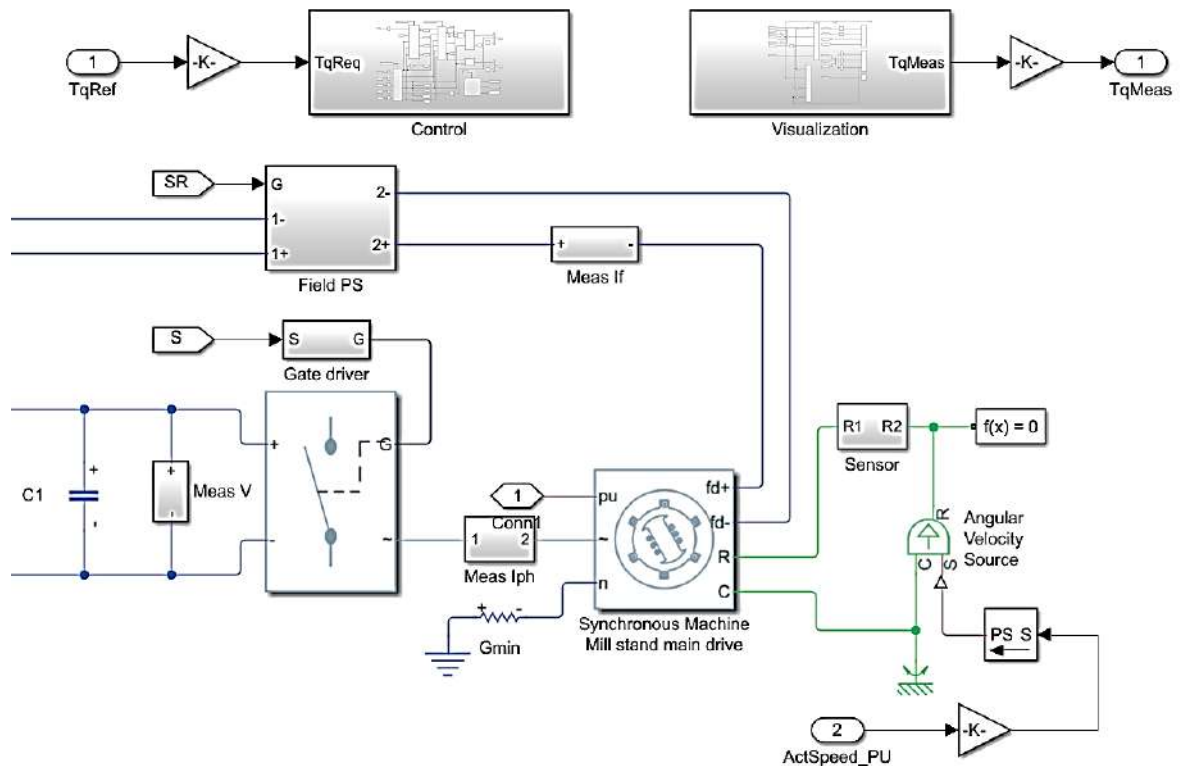 1
TqRef
-K-
TqReq
Control
TqMeas
Visualization
-K-
1
TqMeas
SR
G
1-
1+
2-
2+
Field PS
+ -
Meas If
S
S G
Gate driver
C1
+
-
+
Meas V
-
+
G
-
~
1
Conn1
1 2
Meas Iph
+ -
Gmin
pu
~
n
fd+
fd-
R
C
Synchronous Machine
Mill stand main drive
R1 R2
Sensor
f(x) = 0
R
C
S
Angular
Velocity
Source
PS S
2
ActSpeed_PU
-K-